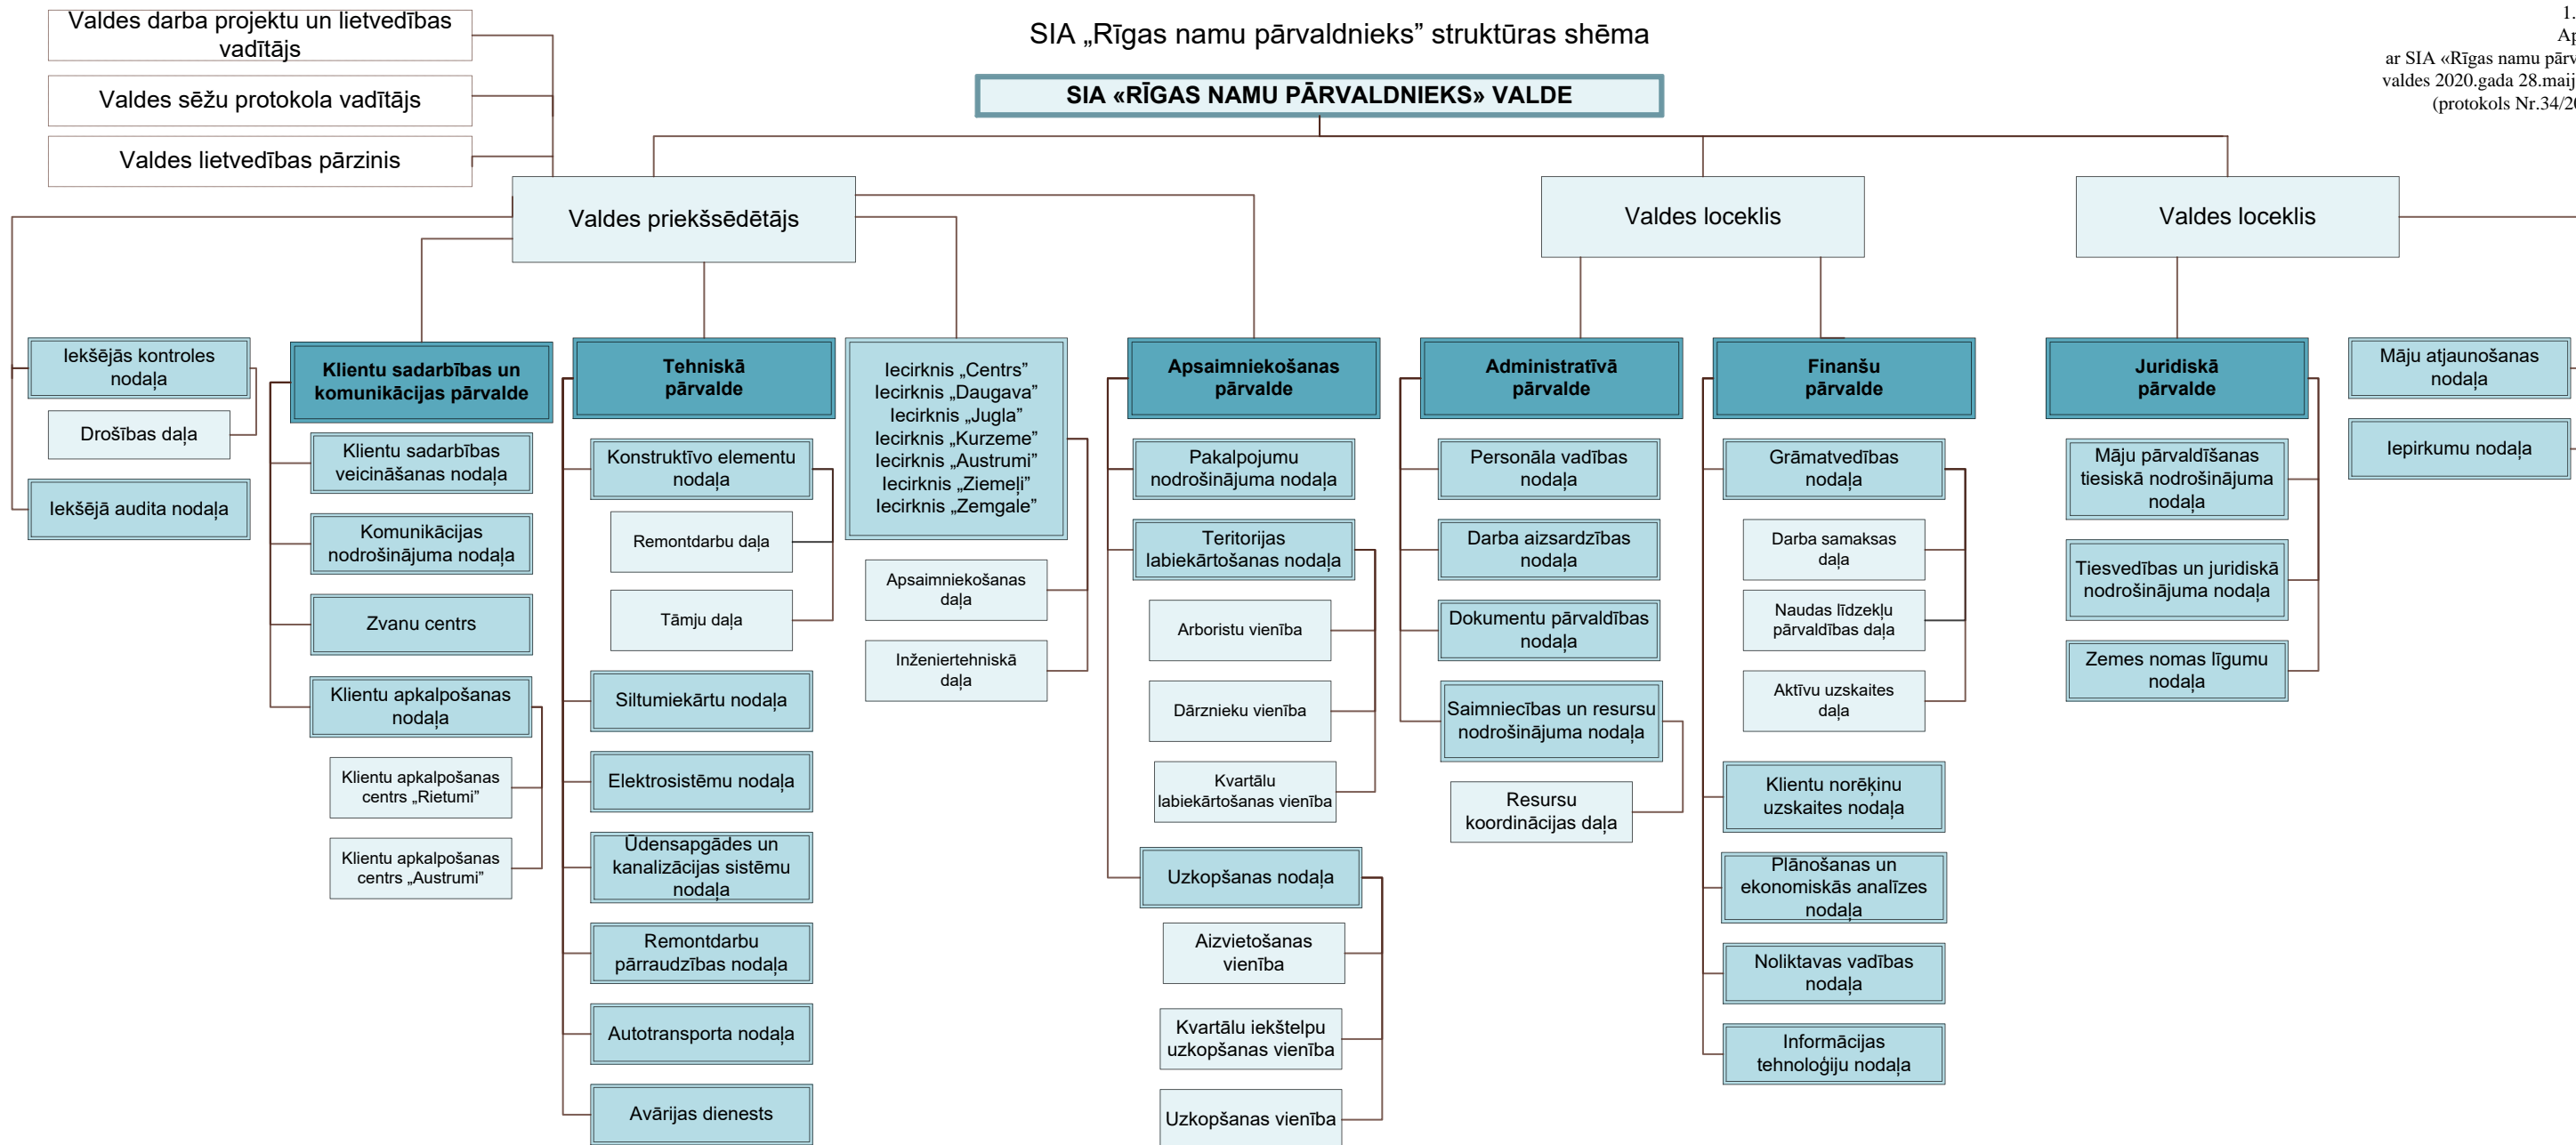 Valdes darba projektu un lietvedības
vadītājs
Valdes sēžu protokola vadītājs
Valdes lietvedības pārzinis
SIA „Rīgas namu pārvaldnieks” struktūras shēma
SIA «RĪGAS NAMU PĀRVALDNIEKS» VALDE
1.
ar SIA «Rīgas namu
valdes 2020.gada
(protokols
Valdes priekšsēdētājs
Valdes loceklis
Valdes loceklis
Iekšējās kontroles
nodaļa
Drošības daļa
Iekšējā audita nodaļa
Klientu sadarbības un
komunikācijas pārvalde
Klientu sadarbības
veicināšanas nodaļa
Komunikācijas
nodrošinājuma nodaļa
Zvanu centrs
Klientu apkalpošanas
nodaļa
Klientu apkalpošanas
centrs „Rietumi”
Klientu apkalpošanas
centrs „Austrumi”
Tehniskā
pārvalde
Konstruktīvo elementu
nodaļa
Remontdarbu daļa
Tāmju daļa
Siltumiekārtu nodaļa
Elektrosistēmu nodaļa
Ūdensapgādes un
kanalizācijas sistēmu
nodaļa
Remontdarbu
pārraudzības nodaļa
Autotransporta nodaļa
Avārijas dienests
Iecirknis „Centrs”
Iecirknis „Daugava”
Iecirknis „Jugla”
Iecirknis „Kurzeme”
Iecirknis „Austrumi”
Iecirknis „Ziemeļi”
Iecirknis „Zemgale”
Apsaimniekošanas
daļa
Inženiertehniskā
daļa
Apsaimniekošanas
pārvalde
Pakalpojumu
nodrošinājuma nodaļa
Teritorijas
labiekārtošanas nodaļa
Arboristu vienība
Dārznieku vienība
Kvartālu
labiekārtošanas vienība
Uzkopšanas nodaļa
Aizvietošanas
vienība
Kvartālu iekštelpu
uzkopšanas vienība
Uzkopšanas vienība
Administratīvā
pārvalde
Personāla vadības
nodaļa
Darba aizsardzības
nodaļa
Dokumentu pārvaldības
nodaļa
Saimniecības un resursu
nodrošinājuma nodaļa
Resursu
koordinācijas daļa
Finanšu
pārvalde
Grāmatvedības
nodaļa
Darba samaksas
daļa
Naudas līdzekļu
pārvaldības daļa
Aktīvu uzskaites
daļa
Klientu norēķinu
uzskaites nodaļa
Plānošanas un
ekonomiskās analīzes
nodaļa
Noliktavas vadības
nodaļa
Informācijas
tehnoloģiju nodaļa
Juridiskā
pārvalde
Māju pārvaldīšanas
tiesiskā nodrošinājuma
nodaļa
Tiesvedības un juridiskā
nodrošinājuma nodaļa
Zemes nomas līgumu
nodaļa
Māju atjaunošanas
nodaļa
Iepirkumu nodaļa